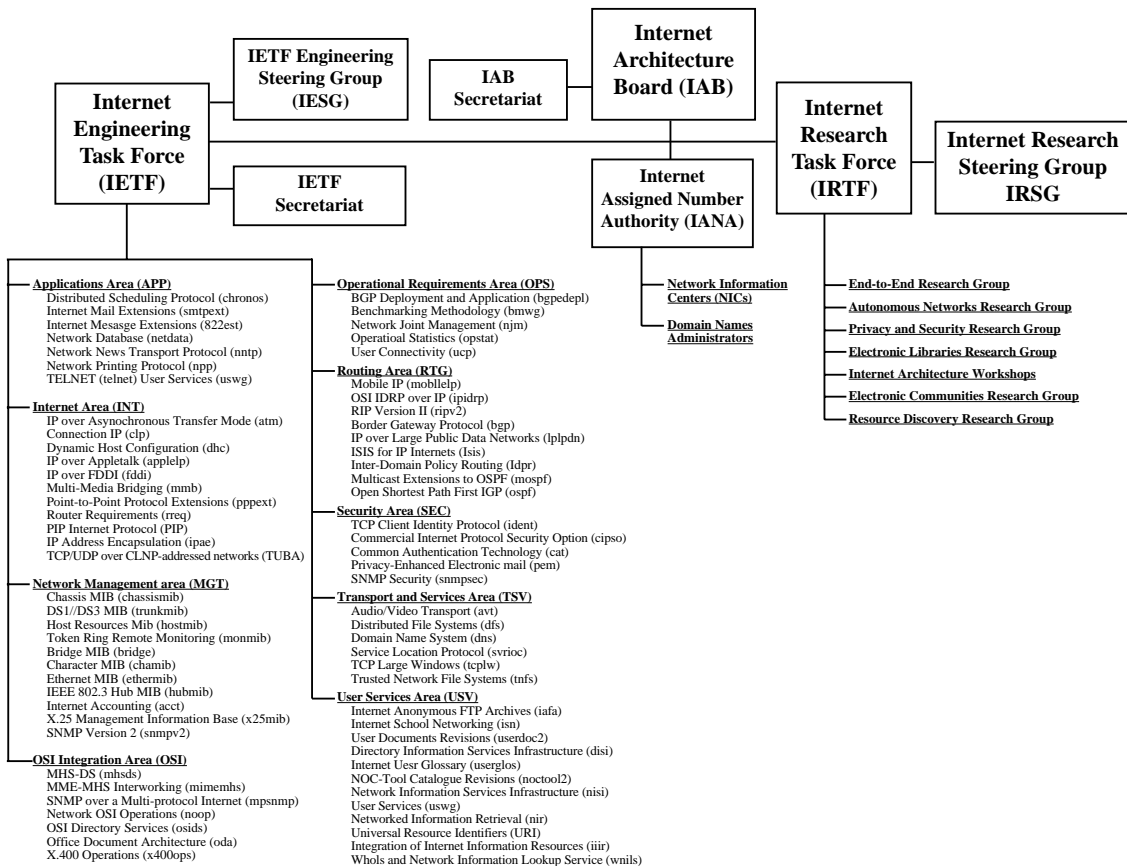 Internet
Architecture
Board (IAB)
IETF Engineering
Steering Group
(IESG)
IAB
Secretariat
Internet
Engineering
Task Force
(IETF)
Internet
Research
Task Force
(IRTF)
Internet Research
Steering Group
IRSG
IETF
Secretariat
Internet
Assigned Number
Authority (IANA)
Applications Area (APP)
Distributed Scheduling Protocol (chronos)
Internet Mail Extensions (smtpext)
Internet Mesasge Extensions (822est)
Network Database (netdata)
Network News Transport Protocol (nntp)
Network Printing Protocol (npp)
TELNET (telnet) User Services (uswg)
Internet Area (INT)
IP over Asynochronous Transfer Mode (atm)
Connection IP (clp)
Dynamic Host Configuration (dhc)
IP over Appletalk (applelp)
IP over FDDI (fddi)
Multi-Media Bridging (mmb)
Point-to-Point Protocol Extensions (pppext)
Router Requirements (rreq)
PIP Internet Protocol (PIP)
IP Address Encapsulation (ipae)
TCP/UDP over CLNP-addressed networks (TUBA)
Network Management area (MGT)
Chassis MIB (chassismib)
DS1//DS3 MIB (trunkmib)
Host Resources Mib (hostmib)
Token Ring Remote Monitoring (monmib)
Bridge MIB (bridge)
Character MIB (chamib)
Ethernet MIB (ethermib)
IEEE 802.3 Hub MIB (hubmib)
Internet Accounting (acct)
X.25 Management Information Base (x25mib)
SNMP Version 2 (snmpv2)
OSI Integration Area (OSI)
MHS-DS (mhsds)
MME-MHS Interworking (mimemhs)
SNMP over a Multi-protocol Internet (mpsnmp)
Network OSI Operations (noop)
OSI Directory Services (osids)
Office Document Architecture (oda)
X.400 Operations (x400ops)
Operational Requirements Area (OPS)
BGP Deployment and Application (bgpedepl)
Benchmarking Methodology (bmwg)
Network Joint Management (njm)
Operatioal Statistics (opstat)
User Connectivity (ucp)
Routing Area (RTG)
Mobile IP (mobllelp)
OSI IDRP over IP (ipidrp)
RIP Version II (ripv2)
Border Gateway Protocol (bgp)
IP over Large Public Data Networks (lplpdn)
ISIS for IP Internets (Isis)
Inter-Domain Policy Routing (Idpr)
Multicast Extensions to OSPF (mospf)
Open Shortest Path First IGP (ospf)
Security Area (SEC)
TCP Client Identity Protocol (ident)
Commercial Internet Protocol Security Option (cipso)
Common Authentication Technology (cat)
Privacy-Enhanced Electronic mail (pem)
SNMP Security (snmpsec)
Transport and Services Area (TSV)
Audio/Video Transport (avt)
Distributed File Systems (dfs)
Domain Name System (dns)
Service Location Protocol (svrioc)
TCP Large Windows (tcplw)
Trusted Network File Systems (tnfs)
User Services Area (USV)
Internet Anonymous FTP Archives (iafa)
Internet School Networking (isn)
User Documents Revisions (userdoc2)
Directory Information Services Infrastructure (disi)
Internet Uesr Glossary (userglos)
NOC-Tool Catalogue Revisions (noctool2)
Network Information Services Infrastructure (nisi)
User Services (uswg)
Networked Information Retrieval (nir)
Universal Resource Identifiers (URI)
Integration of Internet Information Resources (iiir)
Whols and Network Information Lookup Service (wnils)
Network Information
Centers (NICs)
Domain Names
Administrators
End-to-End Research Group
Autonomous Networks Research Group
Privacy and Security Research Group
Electronic Libraries Research Group
Internet Architecture Workshops
Electronic Communities Research Group
Resource Discovery Research Group